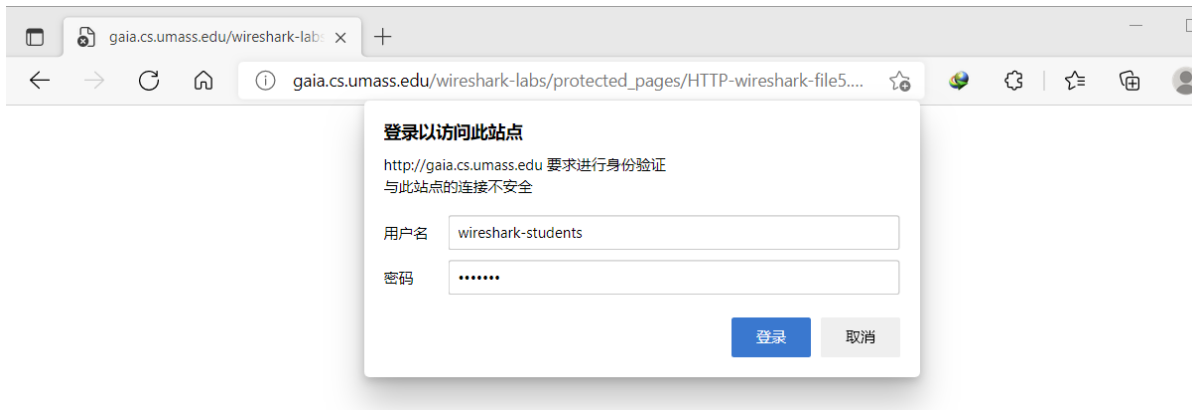 gaia.cs.umass.edu/wireshark-labs
gaia.cs.umass.edu/wireshark-labs/protected_pages/HTTP-wireshark-file5....
登录以访问此站点
http://gaia.cs.umass.edu 要求进行身份验证
与此站点的连接不安全
用户名 wireshark-students
密码 •••••••
登录 取消